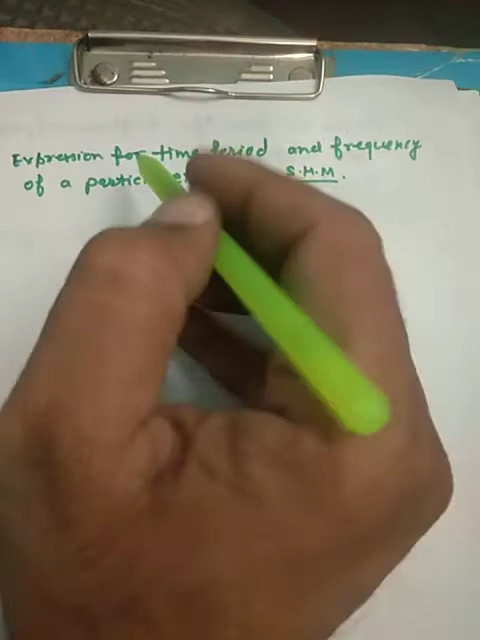 Expression for time period and frequency
of a S.H.M.